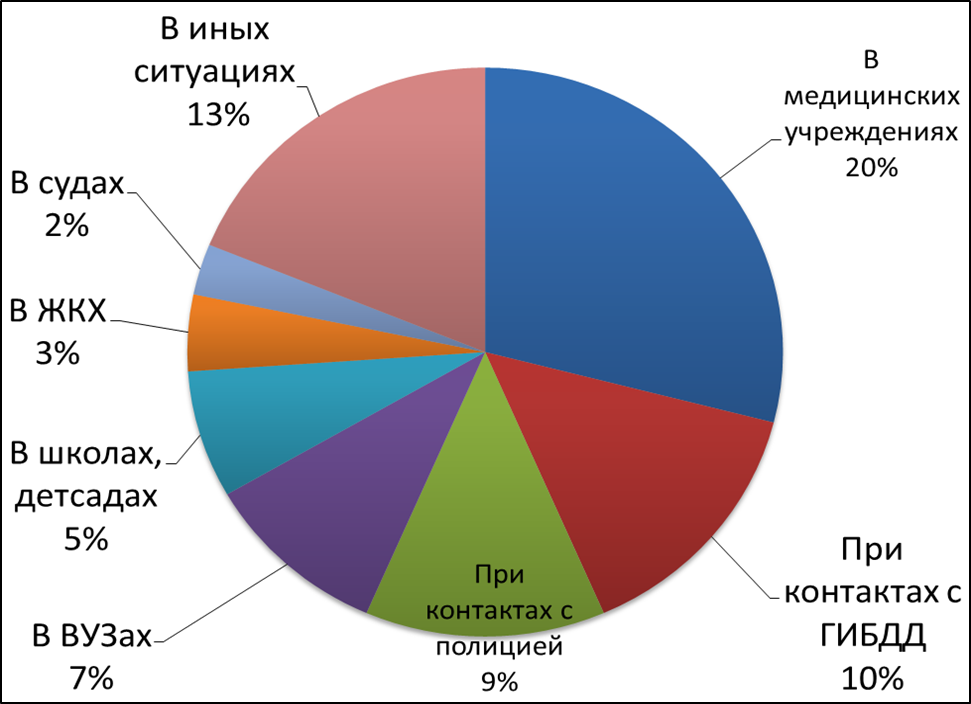 В иных
ситуациях
13%
В
медицинских
учреждениях
20%
В судах
2%
В ЖКХ
3%
В школах,
детсадах
5%
В ВУЗах
7%
При
контактах с
полицией
9%
При
контактах с
ГИБДД
10%